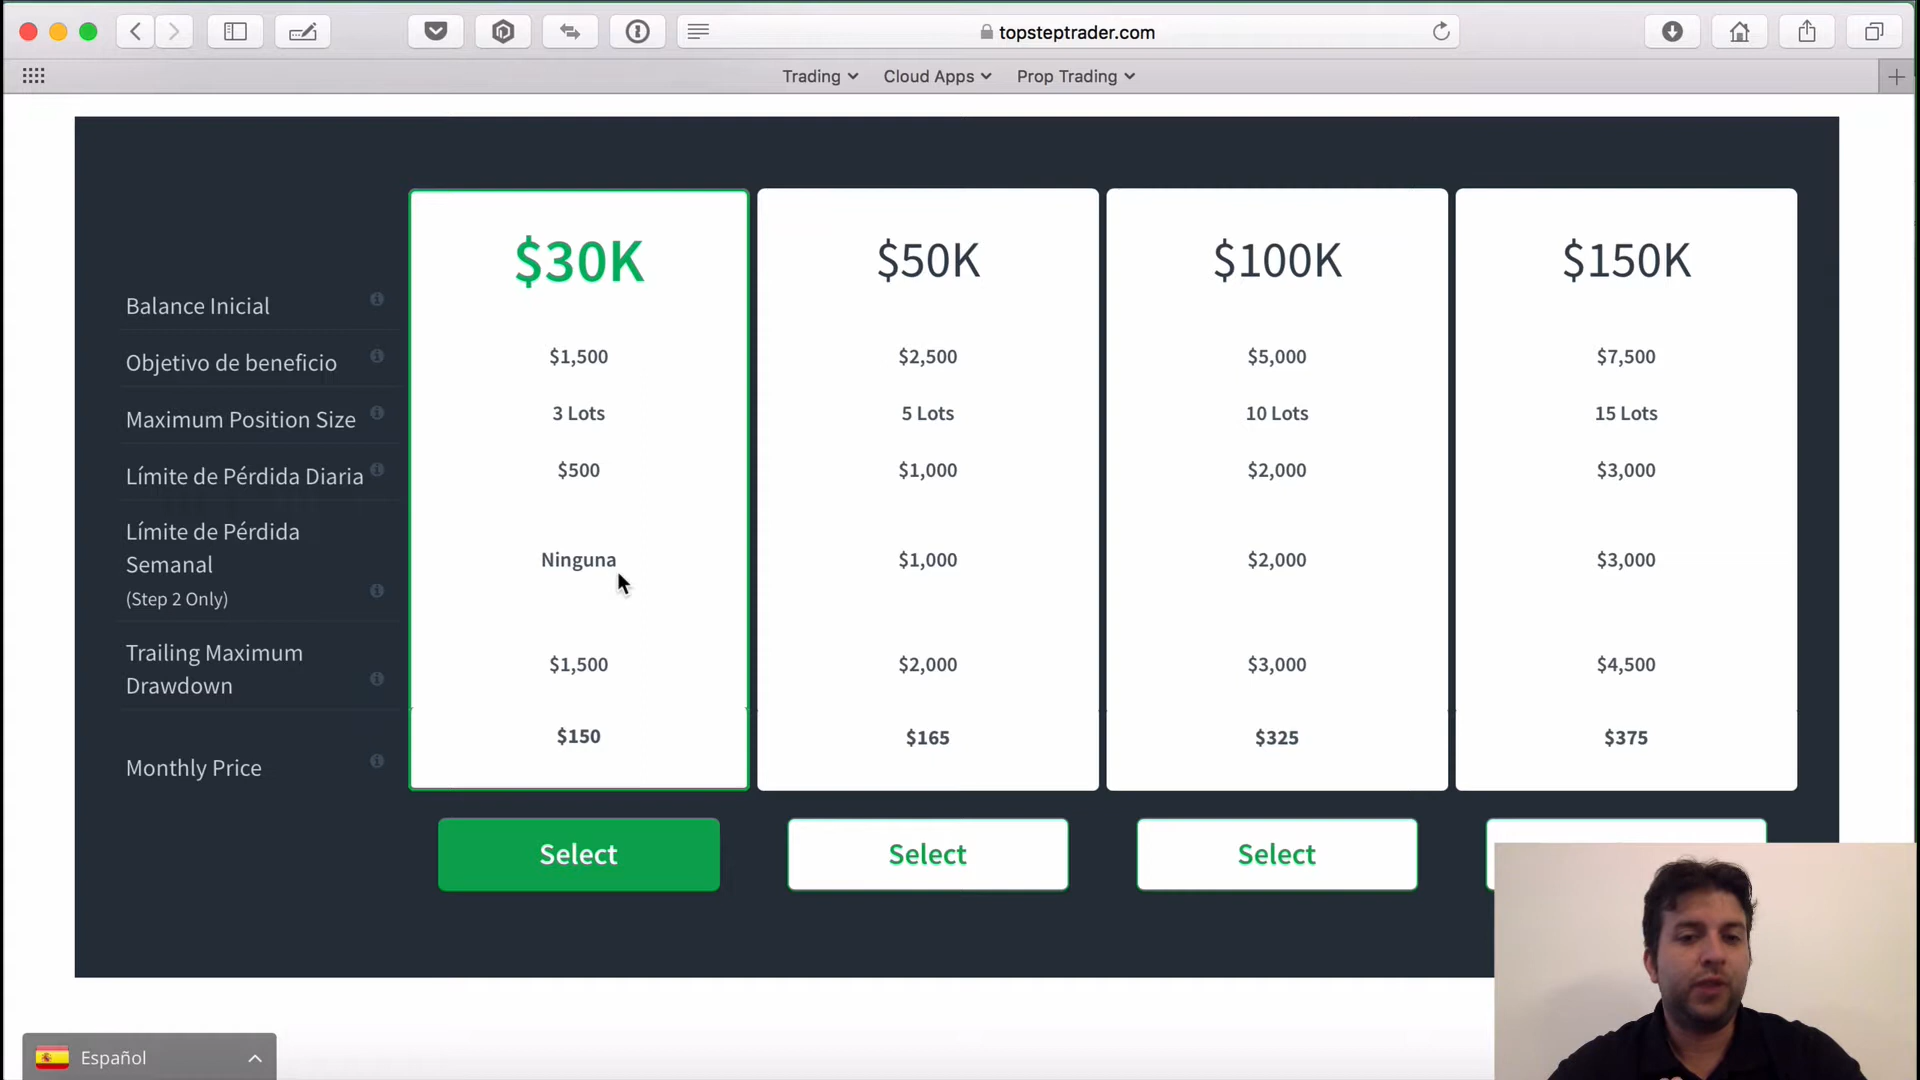 topsteptrader.com
Trading Cloud Apps Prop Trading
$30K $50K $100K $150K
Balance Inicial
Objetivo de beneficio $1,500 $2,500 $5,000 $7,500
Maximum Position Size 3 Lots 5 Lots 10 Lots 15 Lots
Límite de Pérdida Diaria $500 $1,000 $2,000 $3,000
Límite de Pérdida
Semanal Ninguna $1,000 $2,000 $3,000
(Step 2 Only)
Trailing Maximum
Drawdown $1,500 $2,000 $3,000 $4,500
$150 $165 $325 $375
Monthly Price
Select Select Select
Español